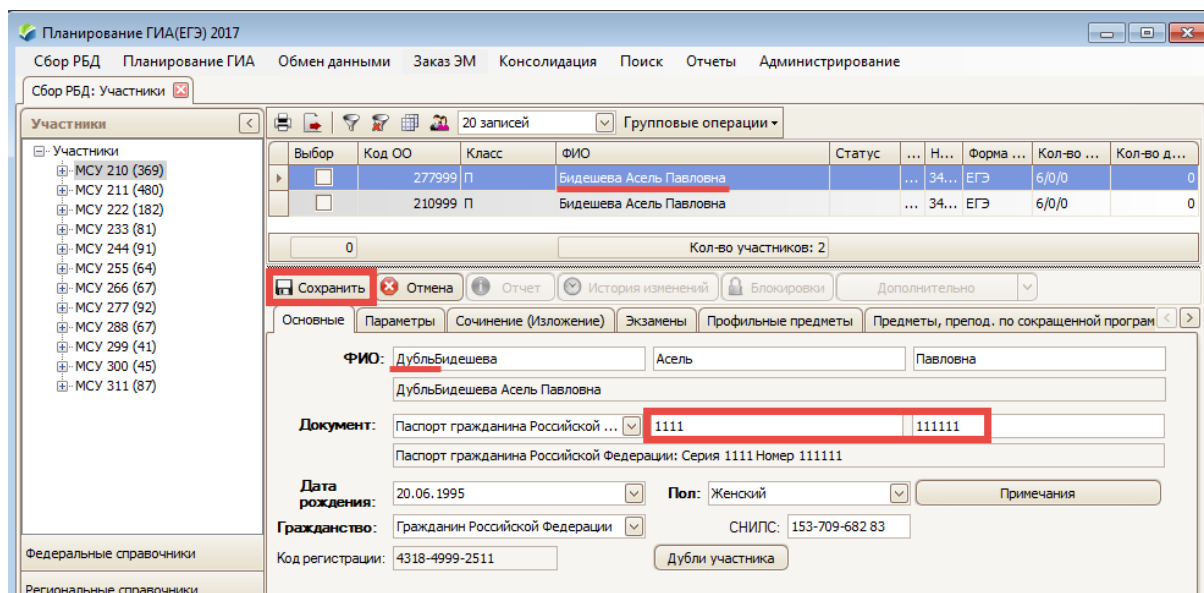 Планирование ГИА(ЕГЭ) 2017
Сбор РБД Планирование ГИА Обмен данными Заказ ЭМ Консолидация Поиск Отчеты Администрирование
Сбор РБД: Участники
Участники
20 записей Групповые операции
Участники
МСУ 210 (369)
МСУ 211 (480)
МСУ 222 (182)
МСУ 233 (81)
МСУ 244 (91)
МСУ 255 (64)
МСУ 266 (67)
МСУ 277 (92)
МСУ 288 (67)
МСУ 299 (41)
МСУ 300 (45)
МСУ 311 (87)
Федеральные справочники
Региональные справочники
Выбор Код ОО Класс ФИО Статус ... Н... Форма ... Кол-во ... Кол-во д...
277999 П Бидешева Асель Павловна ... 34... ЕГЭ 6/0/0 0
210999 П Бидешева Асель Павловна ... 34... ЕГЭ 6/0/0 0
0 Кол-во участников: 2
Сохранить Отмена Отчет История изменений Блокировки Дополнительно
Основные Параметры Сочинение (Изложение) Экзамены Профильные предметы Предметы, препод. по сокращенной програм
ФИО: ДубльБидешева Асель Павловна
ДубльБидешева Асель Павловна
Документ: Паспорт гражданина Российской ... 1111 111111
Паспорт гражданина Российской Федерации: Серия 1111 Номер 111111
Дата рождения: 20.06.1995 Пол: Женский Примечания
Гражданство: Гражданин Российской Федерации СНИЛС: 153-709-682 83
Код регистрации: 4318-4999-2511 Дубли участника